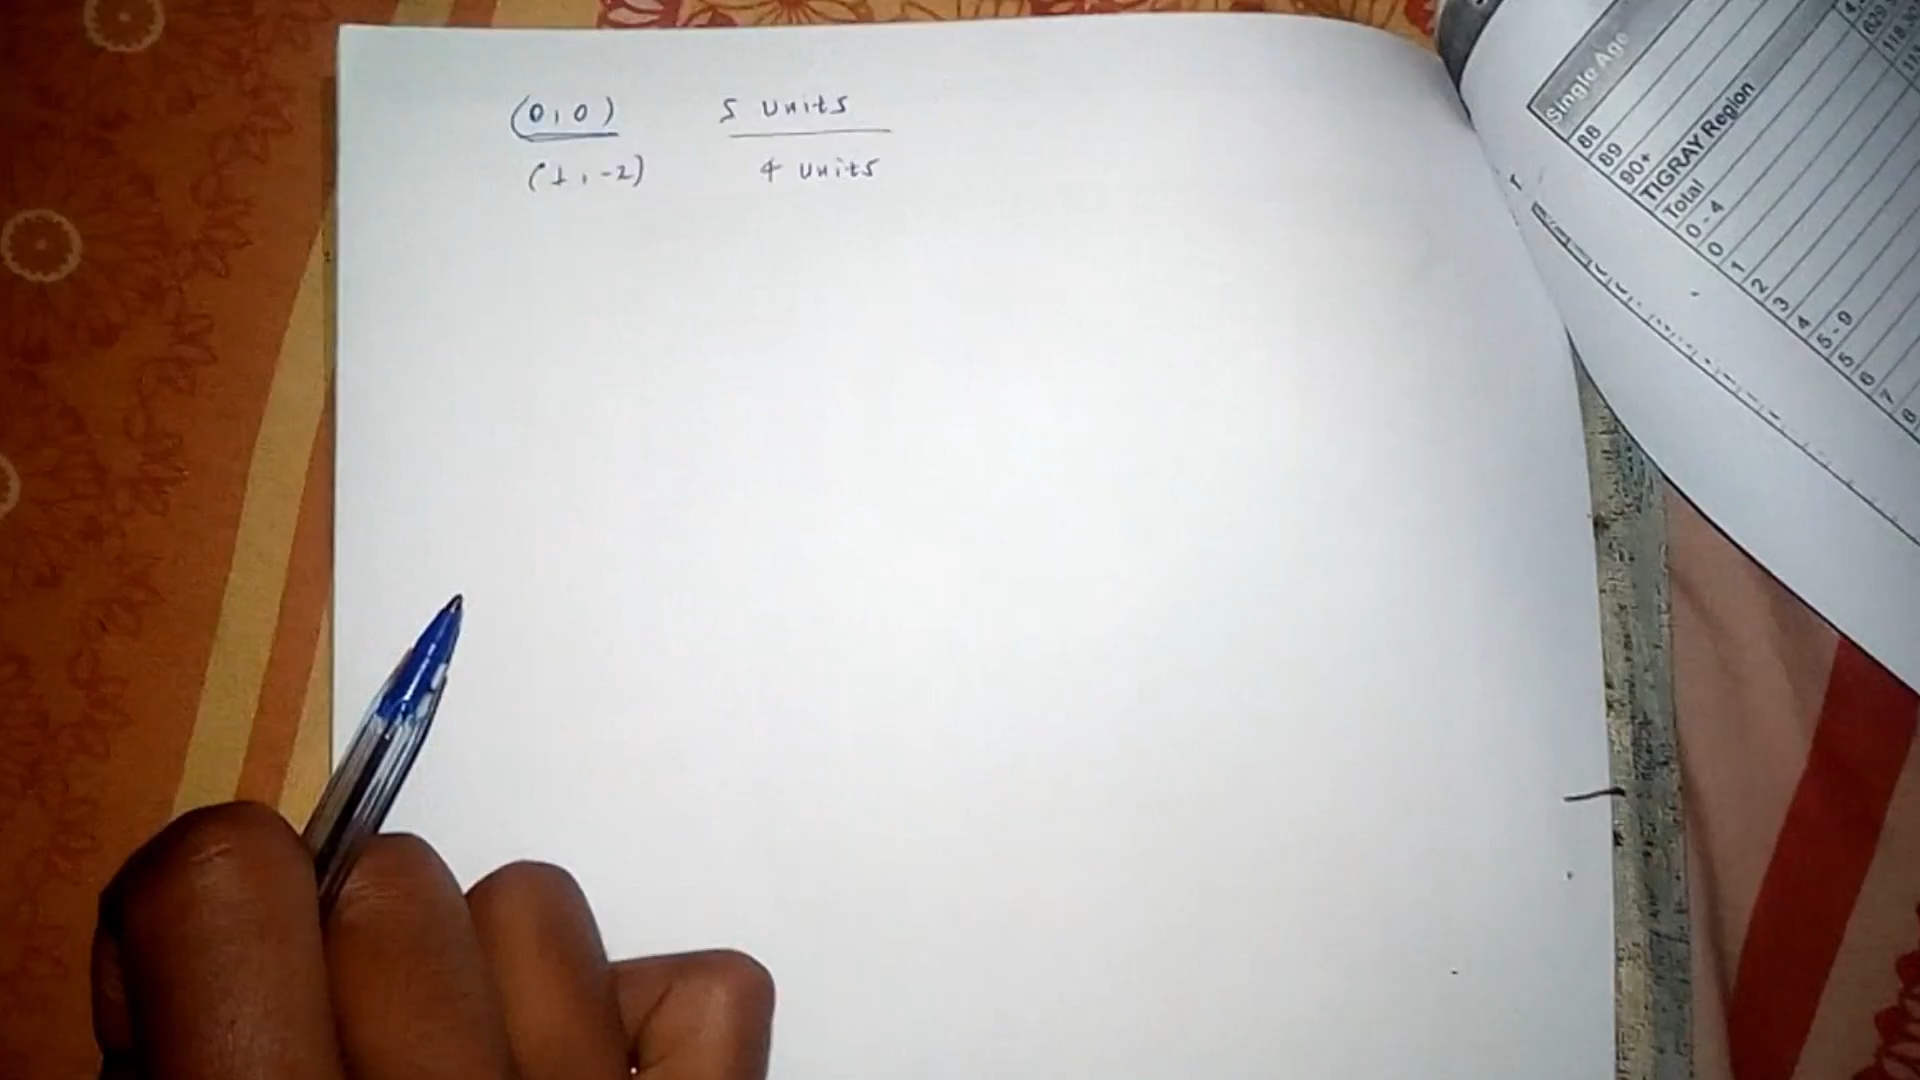 (0,0) 5 units
(1,-2) 4 units
Single Age
88
89
90+
TIGRAY Region
Total
0 - 4
0
1
2
3
4
5 - 9
5
6
7
8